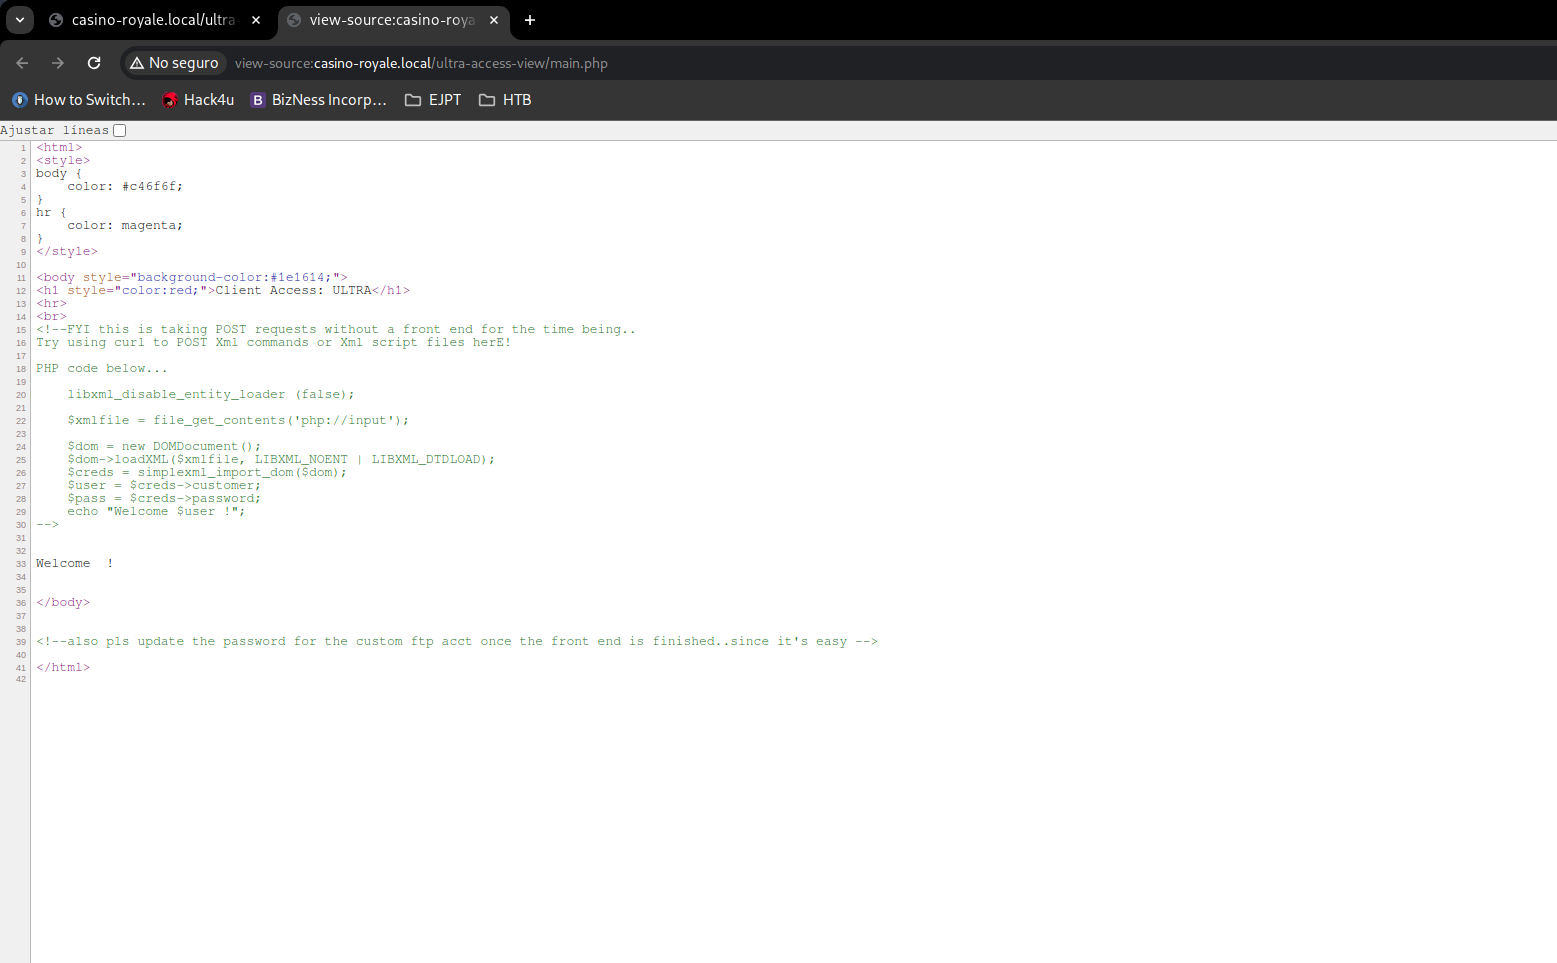 casino-royale.local/ultra-
view-source:casino-roya
No seguro
view-source:casino-royale.local/ultra-access-view/main.php
How to Switch...
Hack4u
B BizNess Incorp...
EJPT
HTB
Ajustar líneas
1 <html>
2 <style>
3 body {
4     color: #c46f6f;
5 }
6 hr {
7     color: magenta;
8 }
9 </style>
10
11 <body style="background-color:#1e1614;">
12 <h1 style="color:red;">Client Access: ULTRA</h1>
13 <hr>
14 <br>
15 <!--FYI this is taking POST requests without a front end for the time being..
16 Try using curl to POST Xml commands or Xml script files herE!
17
18 PHP code below...
19
20     libxml_disable_entity_loader (false);
21
22     $xmlfile = file_get_contents('php://input');
23
24     $dom = new DOMDocument();
25     $dom->loadXML($xmlfile, LIBXML_NOENT | LIBXML_DTDLOAD);
26     $creds = simplexml_import_dom($dom);
27     $user = $creds->customer;
28     $pass = $creds->password;
29     echo "Welcome $user !";
30 -->
31
32
33 Welcome  !
34
35
36 </body>
37
38
39 <!--also pls update the password for the custom ftp acct once the front end is finished..since it's easy -->
40
41 </html>
42